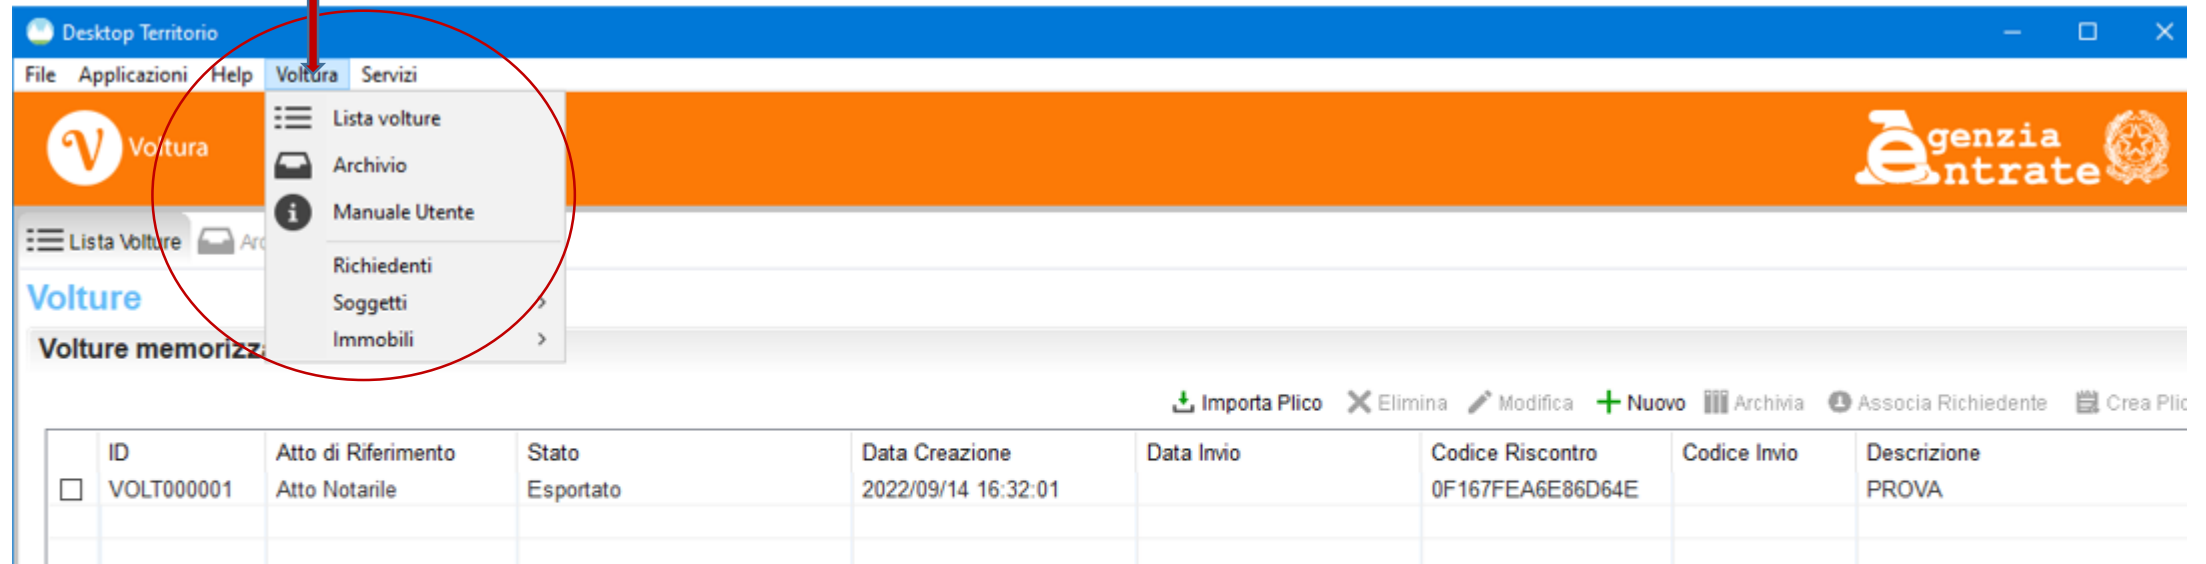 Desktop Territorio
File Applicazioni Help Voltura Servizi
Voltura
Lista volture
Archivio
Manuale Utente
Richiedenti
Soggetti
Immobili
Agenzia
Entrate
Lista Volture
Volture
Volture memorizz
Importa Plico Elimina Modifica Nuovo Archivia Associa Richiedente Crea Plic
ID Atto di Riferimento Stato Data Creazione Data Invio Codice Riscontro Codice Invio Descrizione
VOLT000001 Atto Notarile Esportato 2022/09/14 16:32:01 0F167FEA6E86D64E PROVA